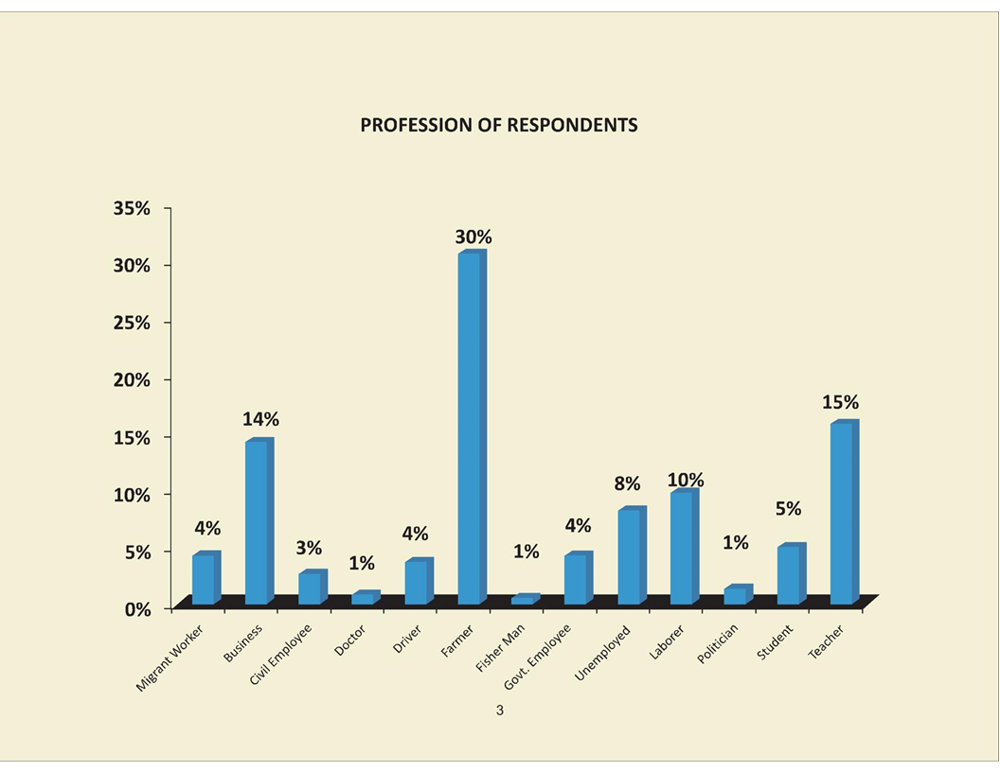 PROFESSION OF RESPONDENTS
35%
30%
25%
20%
15%
10%
5%
0%
4%
14%
3%
1%
4%
30%
1%
4%
8%
10%
1%
5%
15%
Migrant Worker
Business
Civil Employee
Doctor
Driver
Farmer
Fisher Man
Govt. Employee
Unemployed
Laborer
Politician
Student
Teacher
3